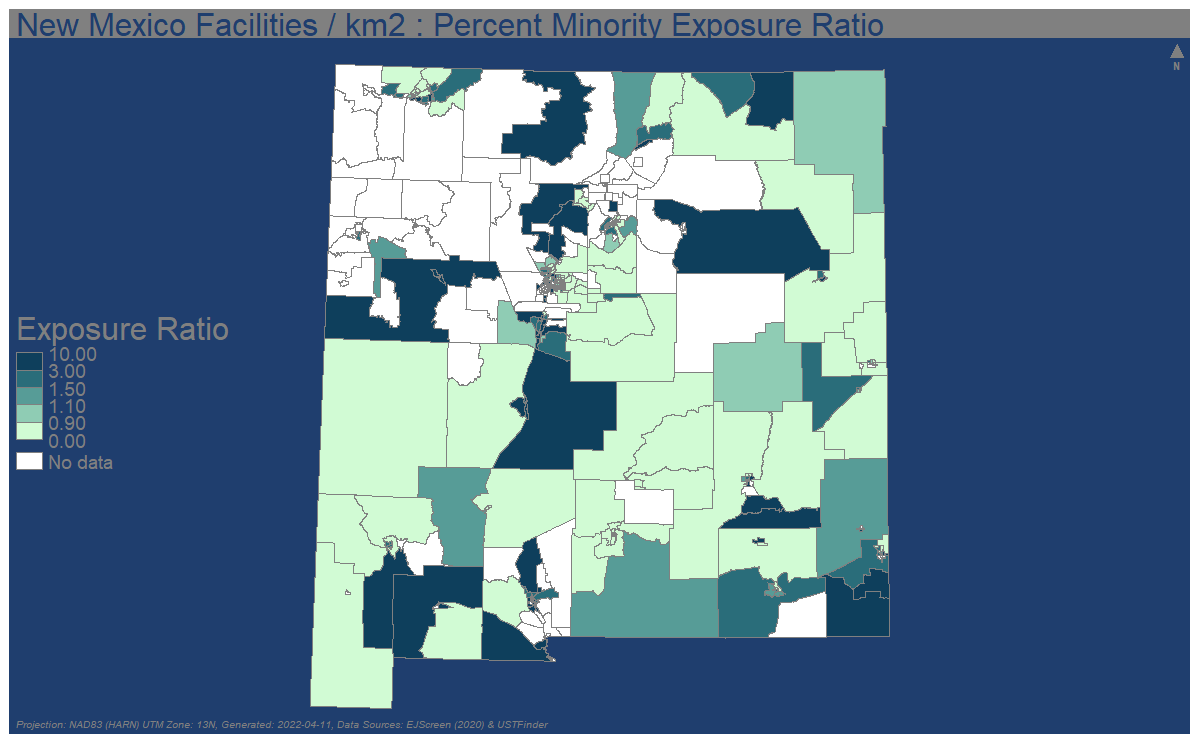 New Mexico Facilities / km2 : Percent Minority Exposure Ratio
N
Exposure Ratio
10.00
3.00
1.50
1.10
0.90
0.00
No data
Projection: NAD83 (HARN) UTM Zone: 13N, Generated: 2022-04-11, Data Sources: EJScreen (2020) & USTFinder